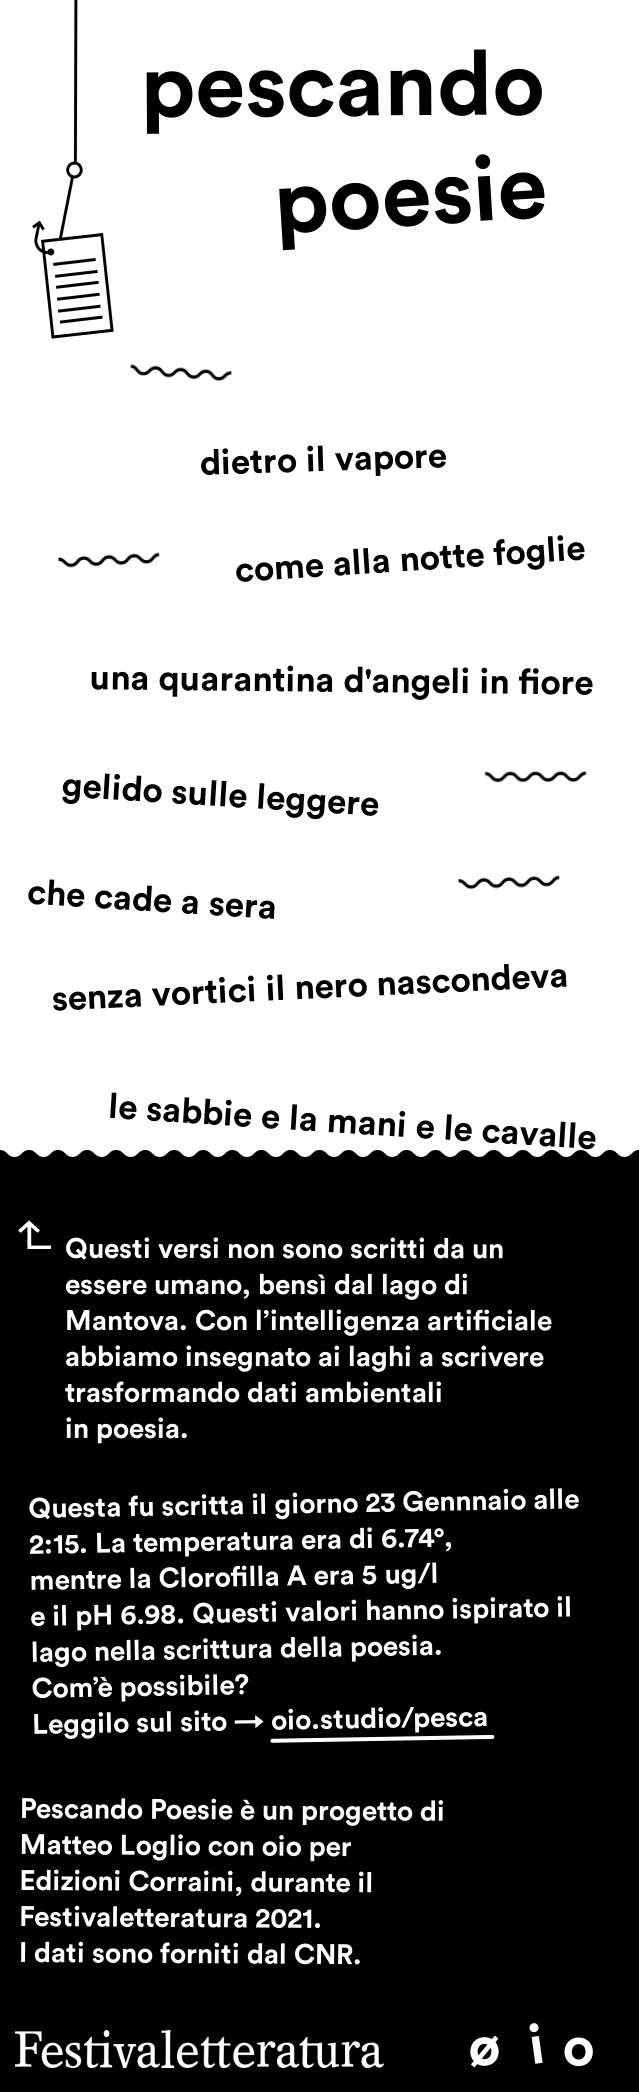 pescando
poesie
dietro il vapore
come alla notte foglie
una quarantina d'angeli in fiore
gelido sulle leggere
che cade a sera
senza vortici il nero nascondeva
le sabbie e la mani e le cavalle
Questi versi non sono scritti da un
essere umano, bensì dal lago di
Mantova. Con l’intelligenza artificiale
abbiamo insegnato ai laghi a scrivere
trasformando dati ambientali
in poesia.
Questa fu scritta il giorno 23 Gennnaio alle
2:15. La temperatura era di 6.74°,
mentre la Clorofilla A era 5 ug/l
e il pH 6.98. Questi valori hanno ispirato il
lago nella scrittura della poesia.
Com’è possibile?
Leggilo sul sito → oio.studio/pesca
Pescando Poesie è un progetto di
Matteo Loglio con oio per
Edizioni Corraini, durante il
Festivaletteratura 2021.
I dati sono forniti dal CNR.
Festivaletteratura øio